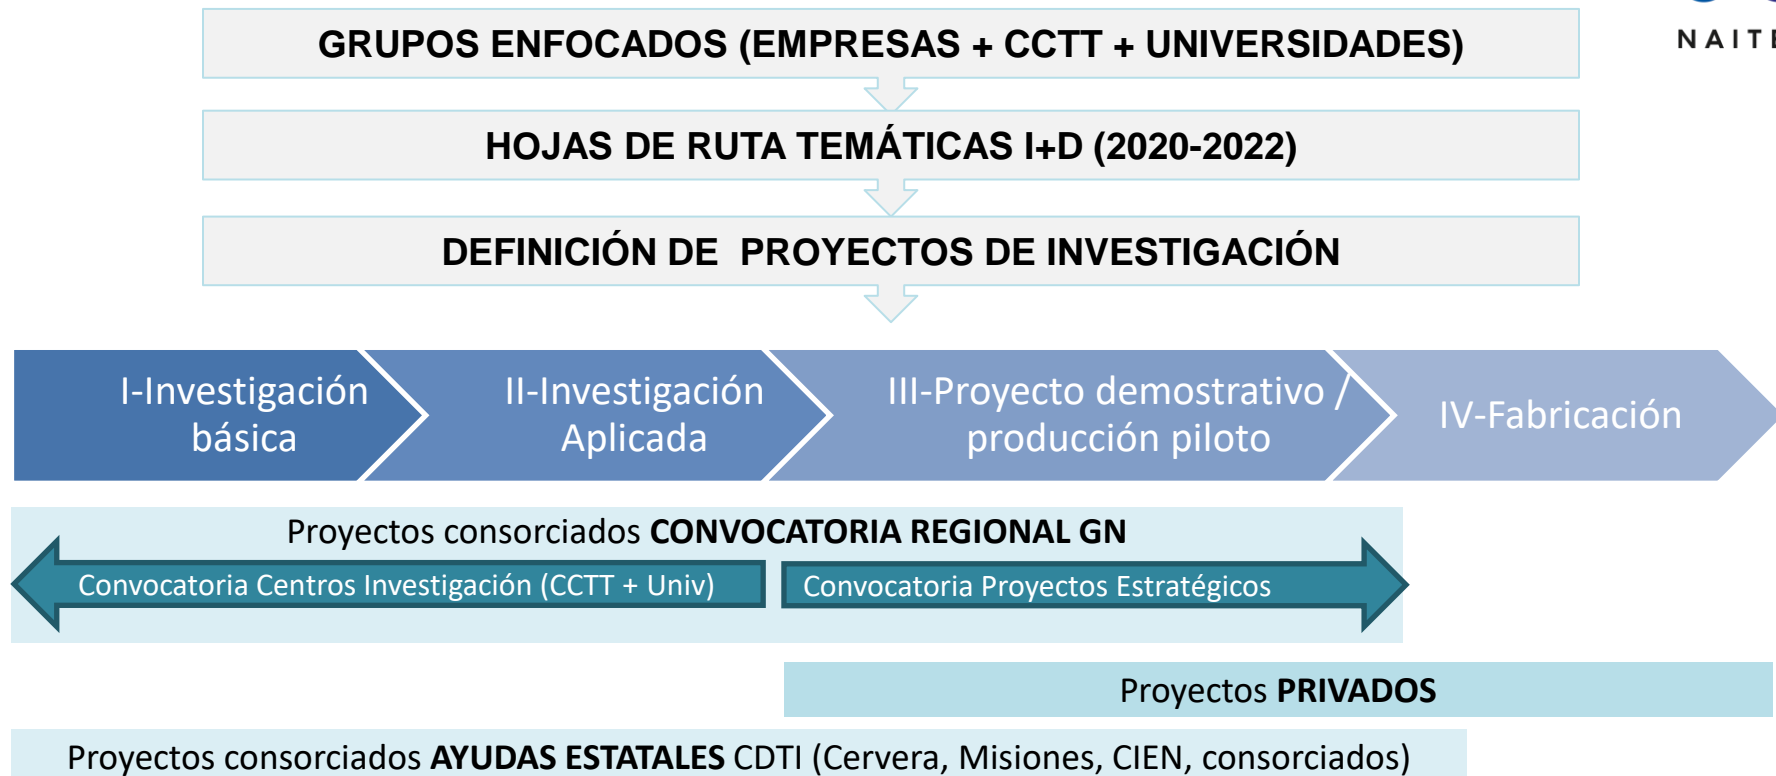 GRUPOS ENFOCADOS (EMPRESAS + CCTT + UNIVERSIDADES)
HOJAS DE RUTA TEMÁTICAS I+D (2020-2022)
DEFINICIÓN DE PROYECTOS DE INVESTIGACIÓN
I-Investigación
básica
II-Investigación
Aplicada
III-Proyecto demostrativo /
producción piloto
IV-Fabricación
Proyectos consorciados CONVOCATORIA REGIONAL GN
Convocatoria Centros Investigación (CCTT + Univ)
Convocatoria Proyectos Estratégicos
Proyectos PRIVADOS
Proyectos consorciados AYUDAS ESTATALES CDTI (Cervera, Misiones, CIEN, consorciados)